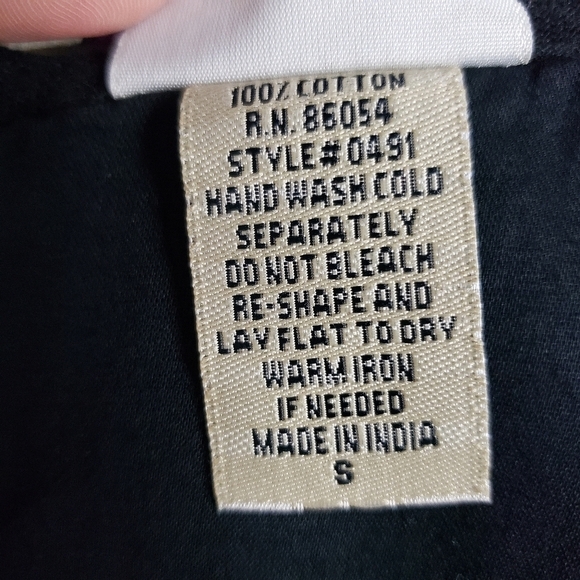 100% COTTON
R.N. 86054
STYLE#0491
HAND WASH COLD
SEPARATELY
DO NOT BLEACH
RE-SHAPE AND
LAY FLAT TO DRY
WARM IRON
IF NEEDED
MADE IN INDIA
S